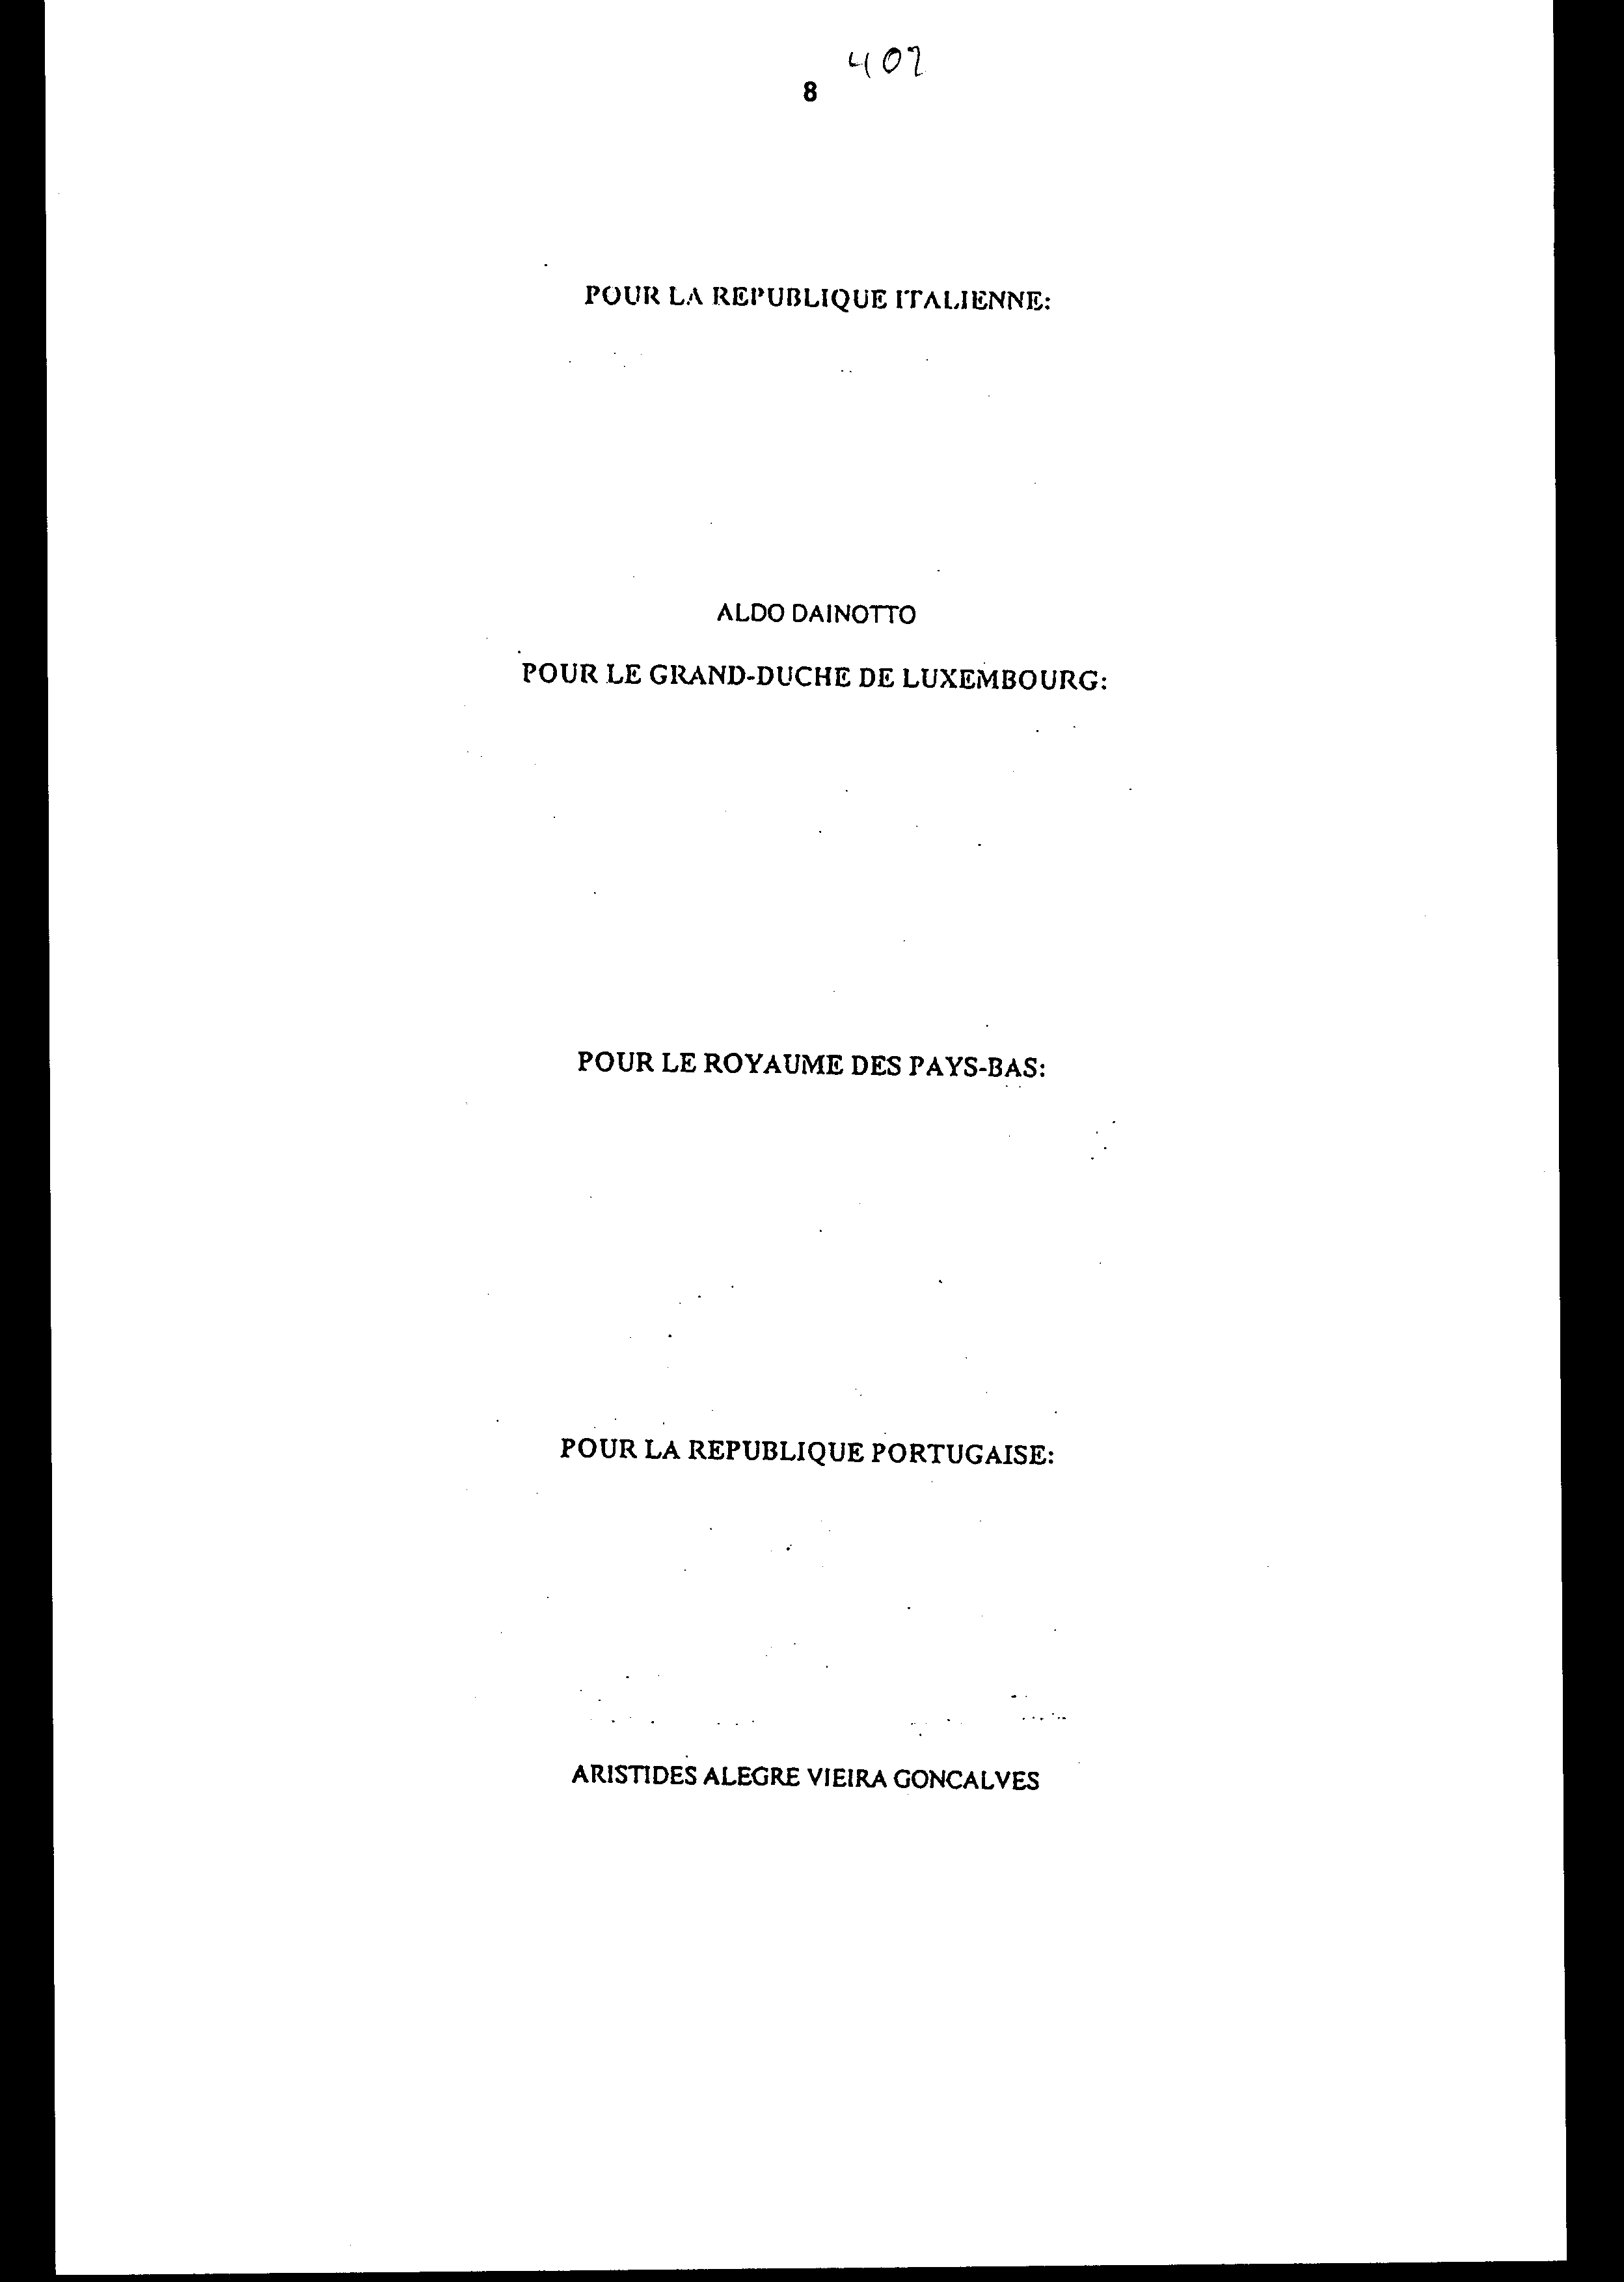 407
8
POUR LA REPUBLIQUE ITALIENNE:
ALDO DAINOTTO
POUR LE GRAND-DUCHE DE LUXEMBOURG:
POUR LE ROYAUME DES PAYS-BAS:
POUR LA REPUBLIQUE PORTUGAISE:
ARISTIDES ALEGRE VIEIRA GONCALVES